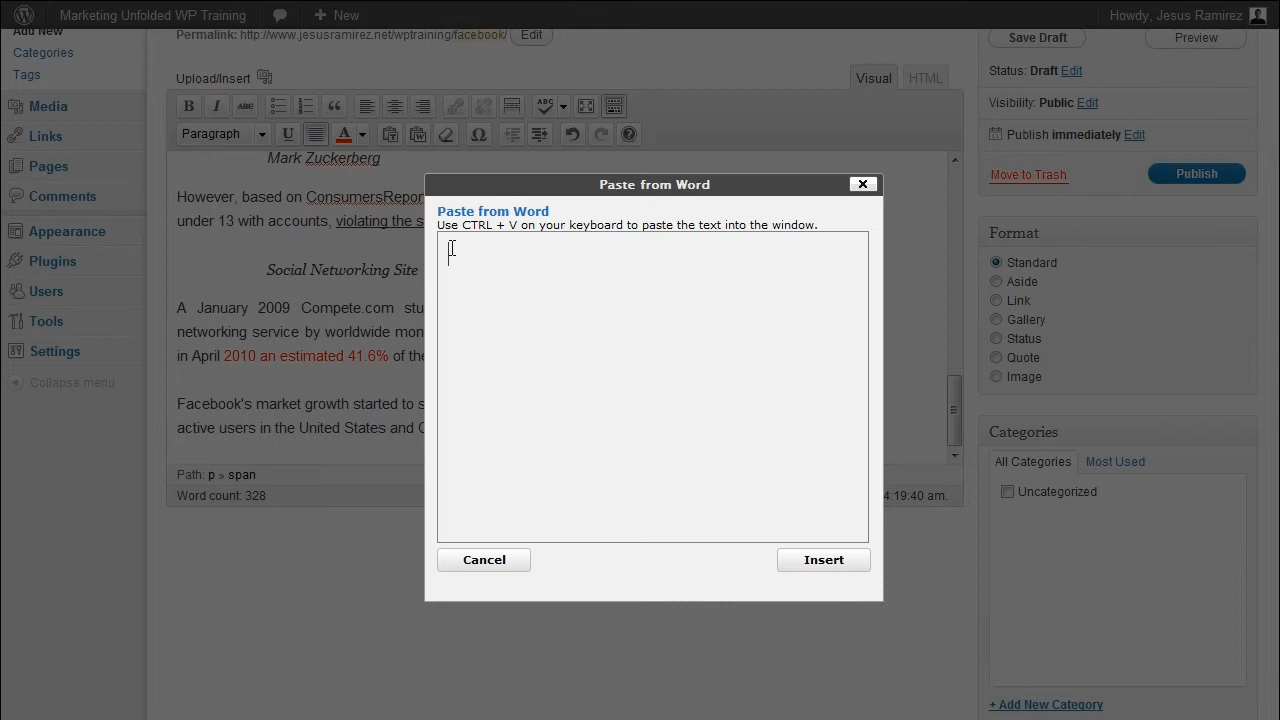 Marketing Unfolded WP Training
New
Howdy, Jesus Ramirez
Add New
Categories
Tags
Media
Links
Pages
Comments
Appearance
Plugins
Users
Tools
Settings
Collapse menu
Permalink: http://www.jesusramirez.net/wptraining/facebook/ Edit
Upload/Insert
Visual HTML
B I ABC ABC
Paragraph U A
Mark Zuckerberg
However, based on ConsumersRepor
under 13 with accounts, violating the s
Social Networking Site
A January 2009 Compete.com stu
networking service by worldwide mon
in April 2010 an estimated 41.6% of the
Facebook's market growth started to s
active users in the United States and C
Path: p » span
Word count: 328
4:19:40 am.
Paste from Word
Paste from Word
Use CTRL + V on your keyboard to paste the text into the window.
Cancel
Insert
Save Draft
Preview
Status: Draft Edit
Visibility: Public Edit
Publish immediately Edit
Move to Trash
Publish
Format
Standard
Aside
Link
Gallery
Status
Quote
Image
Categories
All Categories
Most Used
Uncategorized
+ Add New Category